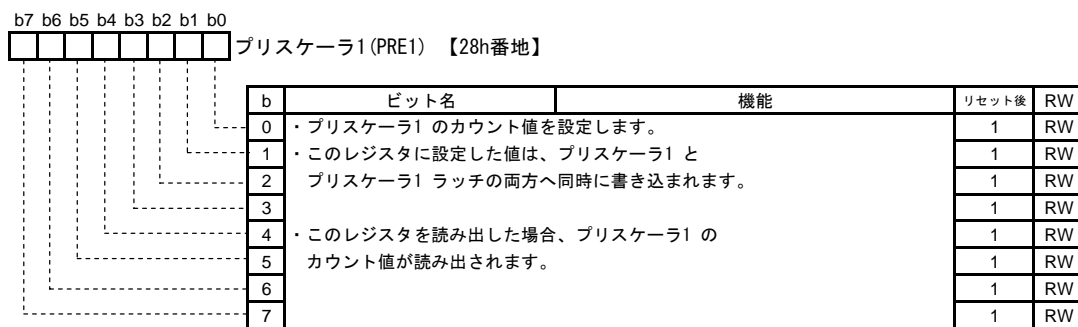 b7 b6 b5 b4 b3 b2 b1 b0
プリスケーラ1(PRE1) 【28h番地】
b ビット名 機能 リセット後 RW
0 ・プリスケーラ1 のカウント値を設定します。 1 RW
1 ・このレジスタに設定した値は、プリスケーラ1 と 1 RW
2 プリスケーラ1 ラッチの両方へ同時に書き込まれます。 1 RW
3 1 RW
4 ・このレジスタを読み出した場合、プリスケーラ1 の 1 RW
5 カウント値が読み出されます。 1 RW
6 1 RW
7 1 RW